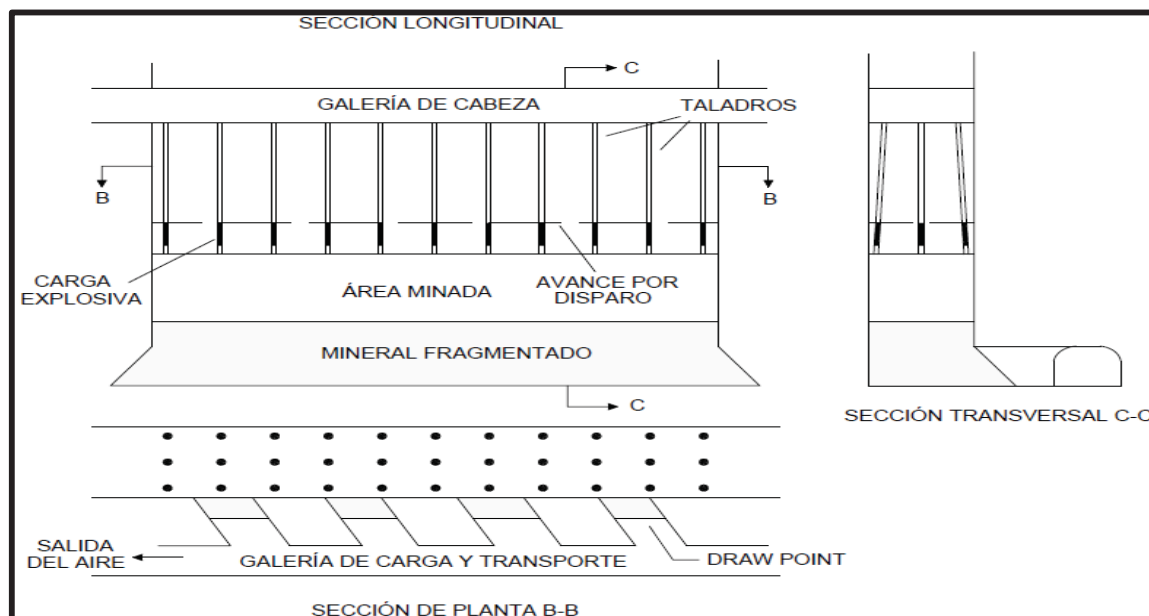 SECCIÓN LONGITUDINAL
C
GALERÍA DE CABEZA
TALADROS
B
B
CARGA
EXPLOSIVA
ÁREA MINADA
AVANCE POR
DISPARO
MINERAL FRAGMENTADO
C
SECCIÓN TRANSVERSAL C-C
SALIDA
DEL AIRE
GALERÍA DE CARGA Y TRANSPORTE
DRAW POINT
SECCIÓN DE PLANTA B-B